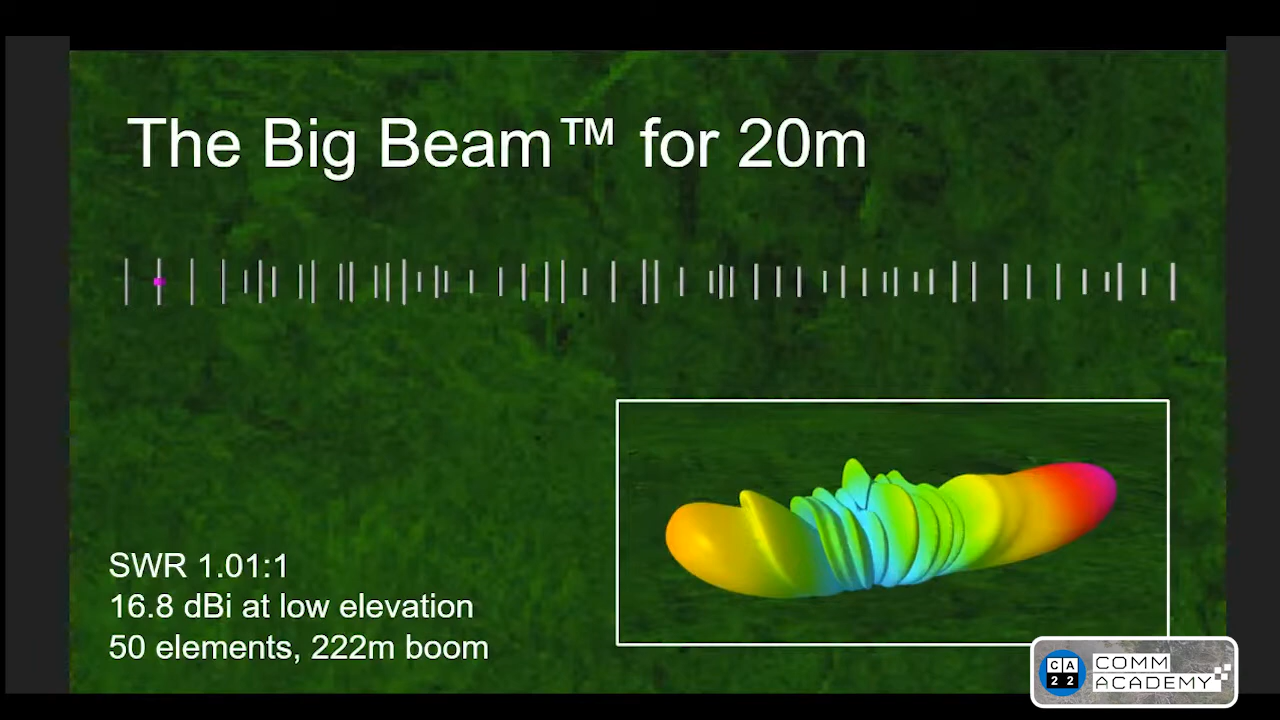 The Big Beam™ for 20m
SWR 1.01:1
16.8 dBi at low elevation
50 elements, 222m boom
CA
22
COMM
ACADEMY